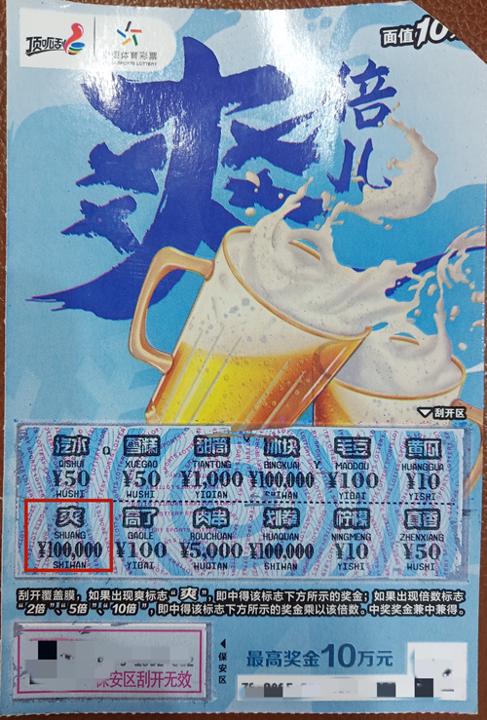 顶呱刮
中国体育彩票
SPORTS LOTTERY
面值10
爽
倍
儿
刮开区
汽水 雪糕 甜筒 冰块 毛豆 黄瓜
QISHUI XUEGAO TIANTONG BINGKUAI MAODOU HUANGGUA
¥50 ¥50 ¥1,000 ¥100,000 ¥100 ¥10
WUSHI WUSHI YIQIAN SHIWAN YIBAI YISHI
爽 高了 肉串 划拳 柠檬 真香
SHUANG GAOLE ROUCHUAN HUAQUAN NINGMENG ZHENXIANG
¥100,000 ¥100 ¥5,000 ¥100,000 ¥10 ¥50
SHIWAN YIBAI WUQIAN SHIWAN YISHI WUSHI
刮开覆盖膜，如果出现爽标志“爽”，即中得该标志下方所示的奖金；如果出现倍数标志
“2倍”“5倍”“10倍”，即中得该标志下方所示的奖金乘以该倍数。中奖奖金兼中兼得。
保安区刮开无效
保安区
最高奖金10万元